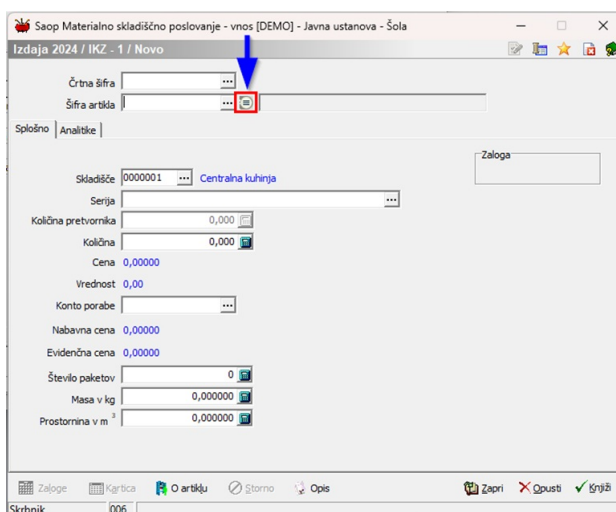 Saop Materialno skladiščno poslovanje - vnos [DEMO] - Javna ustanova - Šola
Izdaja 2024 / IKZ - 1 / Novo
Črtna šifra
Šifra artikla
Splošno Analitike
Zaloga
Skladišče 0000001 Centralna kuhinja
Serija
Količina pretvornika 0,000
Količina 0,000
Cena 0,00000
Vrednost 0,00
Konto porabe
Nabavna cena 0,00000
Evidenčna cena 0,00000
Število paketov 0
Masa v kg 0,000000
Prostornina v m 3 0,000000
Zaloge Kartica O artiklu Storno Opis Zapri Opusti Knjiži
Skrbnik 006